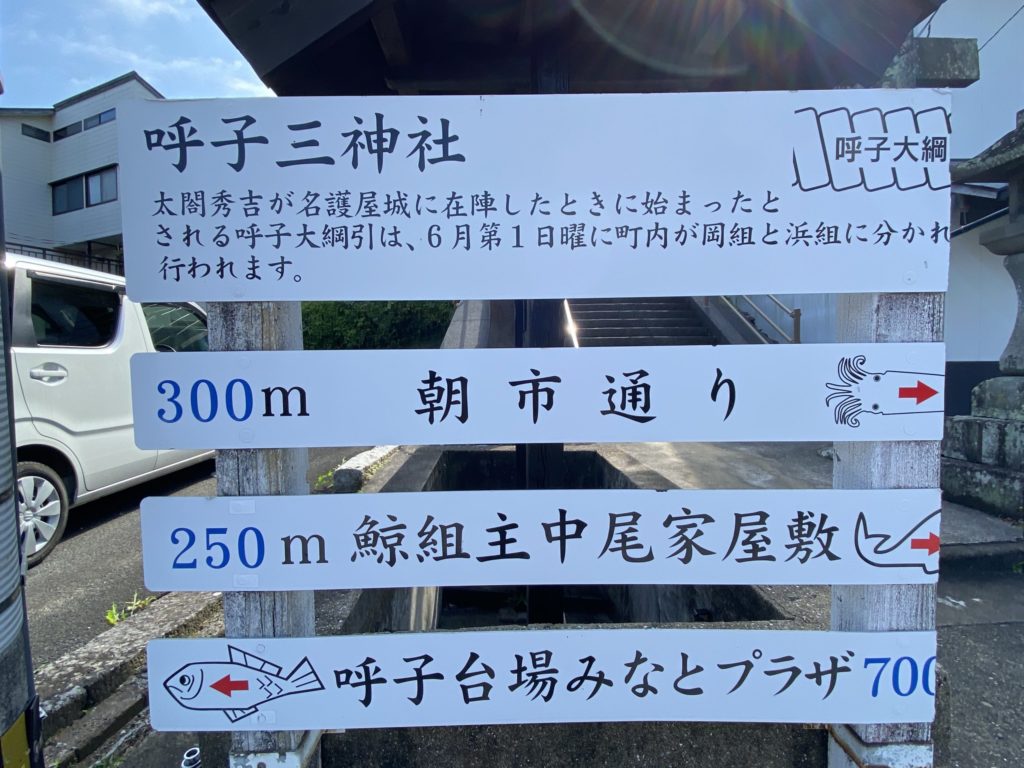 呼子三神社
呼子大綱
太閤秀吉が名護屋城に在陣したときに始まったと
される呼子大綱引は、6月第1日曜に町内が岡組と浜組に分かれ
行われます。
300m 朝市通り
250m 鯨組主中尾家屋敷
呼子台場みなとプラザ 700